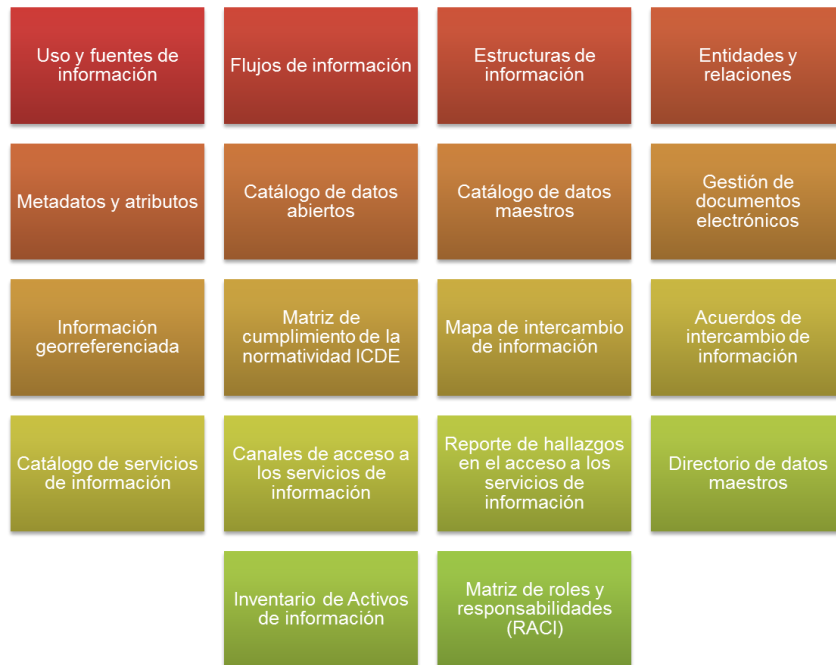 Uso y fuentes de
información
Flujos de información
Estructuras de
información
Entidades y
relaciones
Metadatos y atributos
Catálogo de datos
abiertos
Catálogo de datos
maestros
Gestión de
documentos
electrónicos
Información
georreferenciada
Matriz de
cumplimiento de la
normatividad ICDE
Mapa de intercambio
de información
Acuerdos de
intercambio de
información
Catálogo de servicios
de información
Canales de acceso a
los servicios de
información
Reporte de hallazgos
en el acceso a los
servicios de
información
Directorio de datos
maestros
Inventario de Activos
de información
Matriz de roles y
responsabilidades
(RACI)